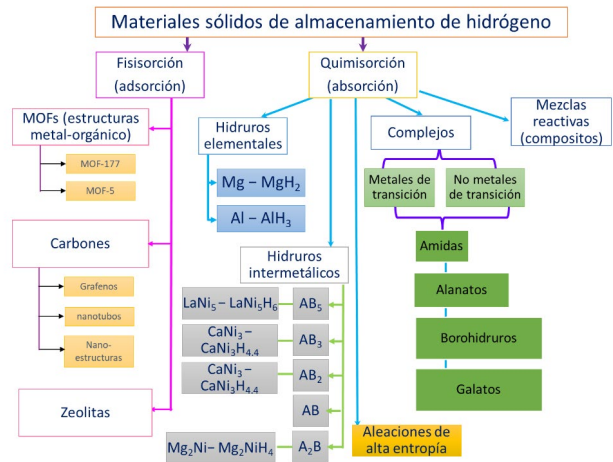 Materiales sólidos de almacenamiento de hidrógeno
Fisisorción
(adsorción)
MOFs (estructuras
metal-orgánico)
MOF-177
MOF-5
Carbones
Grafenos
nanotubos
Nano-
estructuras
Zeolitas
Quimisorción
(absorción)
Hidruros
elementales
Mg – MgH₂
Al – AlH₃
Hidruros
intermetálicos
LaNi₅ – LaNi₅H₆ AB₅
CaNi₃ –
CaNi₃H₄.₄ AB₃
CaNi₃ –
CaNi₃H₄.₄ AB₂
AB
Mg₂Ni– Mg₂NiH₄ A₂B
Aleaciones de
alta entropía
Complejos
Metales de
transición
No metales
de transición
Amidas
Alanatos
Borohidruros
Galatos
Mezclas
reactivas
(compositos)